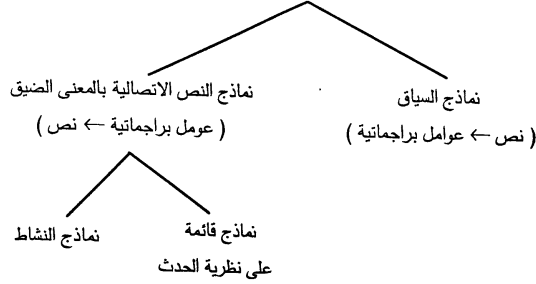 نماذج السياق
( نص ← عوامل براجماتية )
نماذج النص الاتصالية بالمعنى الضيق
( عومل براجماتية ← نص )
نماذج قائمة
على نظرية الحدث
نماذج النشاط